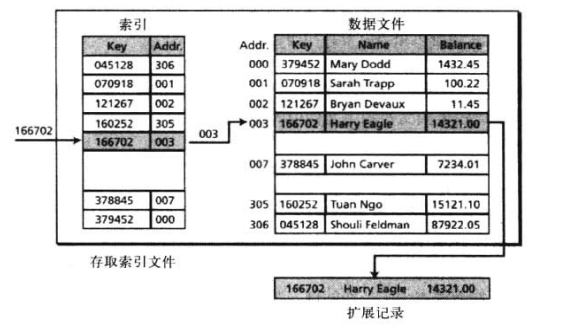 索引
数据文件
Key Addr.
045128 306
070918 001
121267 002
160252 305
166702 003
378845 007
379452 000
166702
003
存取索引文件
Addr. Key Name Balance
000 379452 Mary Dodd 1432.45
001 070918 Sarah Trapp 100.22
002 121267 Bryan Devaux 11.45
003 166702 Harry Eagle 14321.00
007 378845 John Carver 7234.01
305 160252 Tuan Ngo 15121.10
306 045128 Shouli Feldman 87922.05
166702 Harry Eagle 14321.00
扩展记录